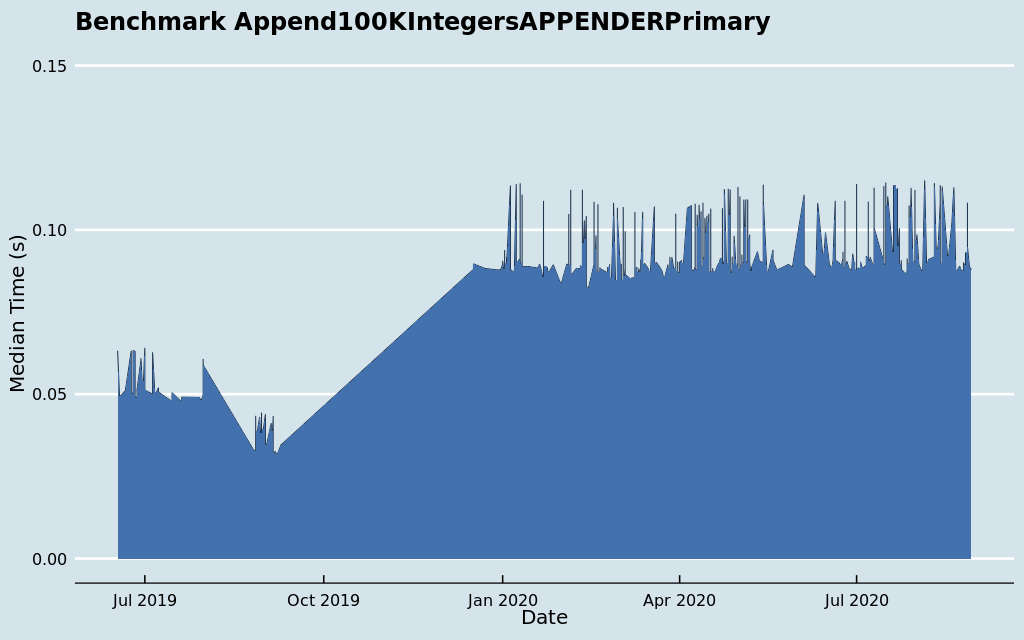 Benchmark Append100KIntegersAPPENDERPrimary
0.15
0.10
0.05
0.00
Median Time (s)
Jul 2019
Oct 2019
Jan 2020
Apr 2020
Jul 2020
Date